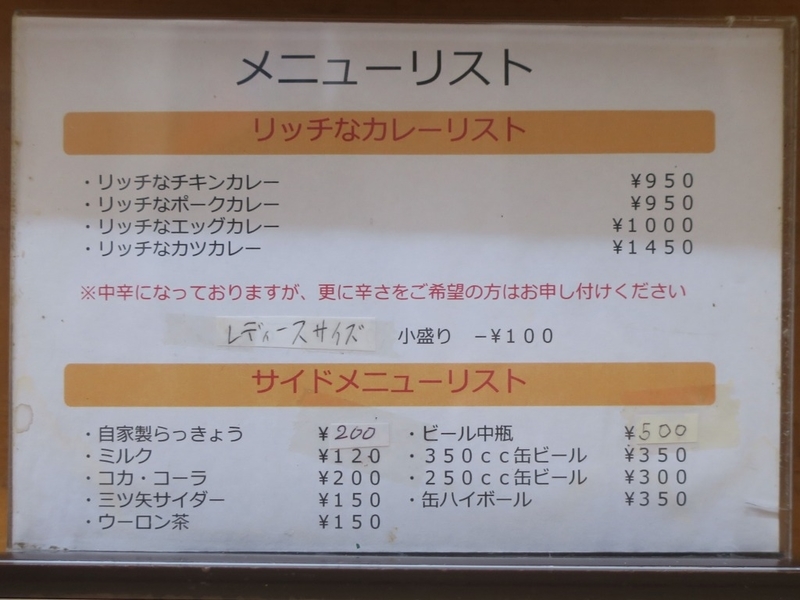 メニューリスト
リッチなカレーリスト
・リッチなチキンカレー ¥950
・リッチなポークカレー ¥950
・リッチなエッグカレー ¥1000
・リッチなカツカレー ¥1450
※中辛になっておりますが、更に辛さをご希望の方はお申し付けください
レディースサイズ 小盛り −¥100
サイドメニューリスト
・自家製らっきょう ¥200 ・ビール中瓶 ¥500
・ミルク ¥120 ・350cc缶ビール ¥350
・コカ・コーラ ¥200 ・250cc缶ビール ¥300
・三ツ矢サイダー ¥150 ・缶ハイボール ¥350
・ウーロン茶 ¥150